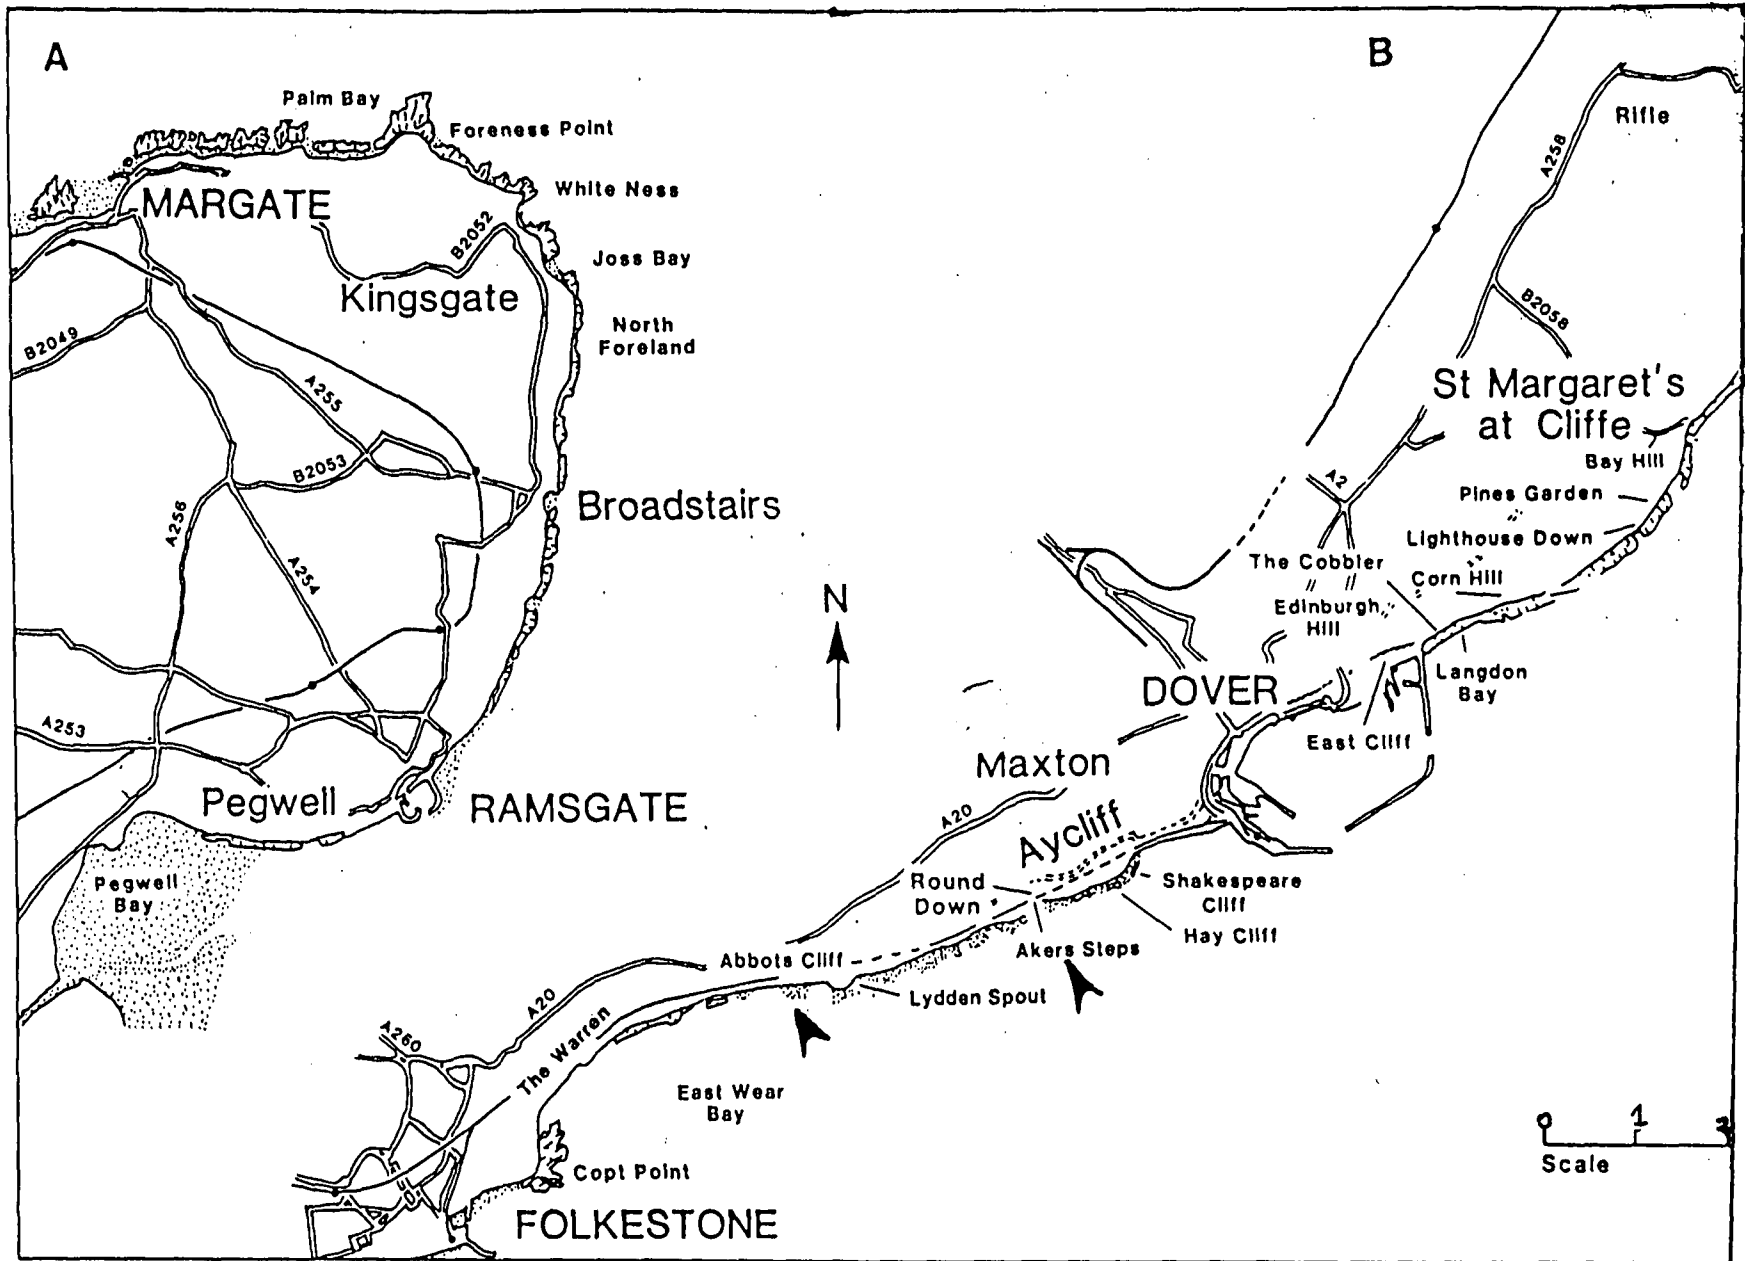 A
B
Palm Bay
Foreness Point
White Ness
MARGATE
B2052
Joss Bay
Kingsgate
North
Foreland
B2049
A255
B2053
Broadstairs
A256
A254
A253
Pegwell
RAMSGATE
Pegwell
Bay
N
Rifle
A258
B2058
St Margaret's
at Cliffe
Bay Hill
A2
Pines Garden
Lighthouse Down
The Cobbler
Corn Hill
Edinburgh
Hill
DOVER
Langdon
Bay
East Cliff
Maxton
A20
Aycliff
Round
Down
Shakespeare
Cliff
Hay Cliff
Akers Steps
Abbots Cliff
Lydden Spout
A20
A260
The Warren
East Wear
Bay
Copt Point
FOLKESTONE
0 1 2
Scale